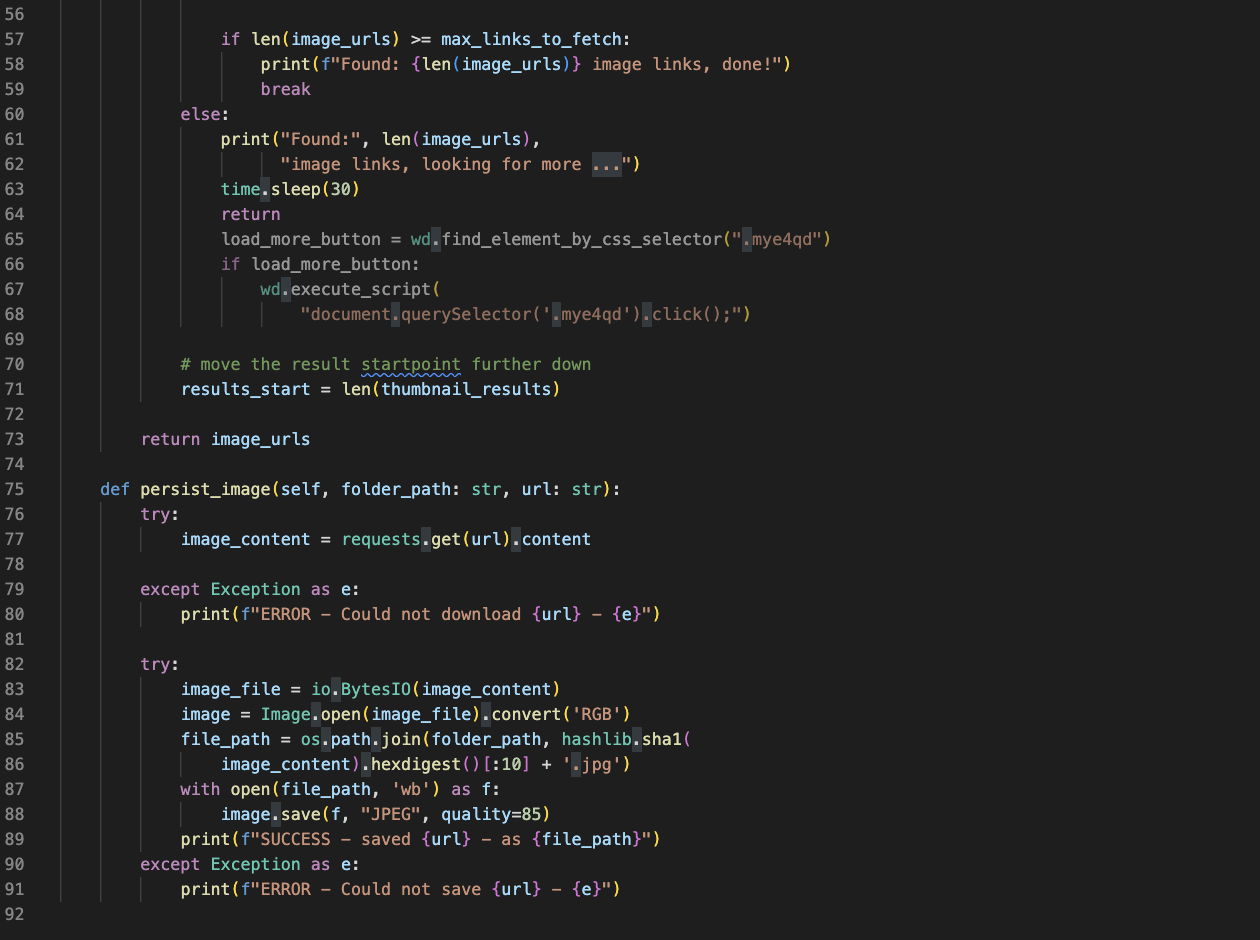 56
57 if len(image_urls) >= max_links_to_fetch:
58 print(f"Found: {len(image_urls)} image links, done!")
59 break
60 else:
61 print("Found:", len(image_urls),
62 "image links, looking for more ...")
63 time.sleep(30)
64 return
65 load_more_button = wd.find_element_by_css_selector(".mye4qd")
66 if load_more_button:
67 wd.execute_script(
68 "document.querySelector('.mye4qd').click();")
69
70 # move the result startpoint further down
71 results_start = len(thumbnail_results)
72
73 return image_urls
74
75 def persist_image(self, folder_path: str, url: str):
76 try:
77 image_content = requests.get(url).content
78
79 except Exception as e:
80 print(f"ERROR - Could not download {url} - {e}")
81
82 try:
83 image_file = io.BytesIO(image_content)
84 image = Image.open(image_file).convert('RGB')
85 file_path = os.path.join(folder_path, hashlib.sha1(
86 image_content).hexdigest()[:10] + '.jpg')
87 with open(file_path, 'wb') as f:
88 image.save(f, "JPEG", quality=85)
89 print(f"SUCCESS - saved {url} - as {file_path}")
90 except Exception as e:
91 print(f"ERROR - Could not save {url} - {e}")
92